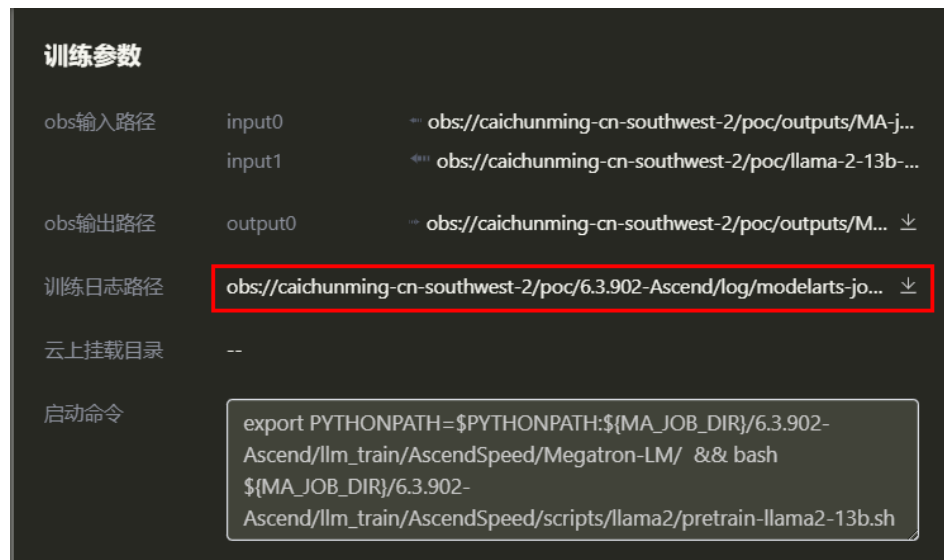 训练参数
obs输入路径 input0 obs://caichunming-cn-southwest-2/poc/outputs/MA-j...
input1 obs://caichunming-cn-southwest-2/poc/llama-2-13b-...
obs输出路径 output0 obs://caichunming-cn-southwest-2/poc/outputs/M...
训练日志路径 obs://caichunming-cn-southwest-2/poc/6.3.902-Ascend/log/modelarts-jo...
云上挂载目录 --
启动命令 export PYTHONPATH=$PYTHONPATH:${MA_JOB_DIR}/6.3.902-
Ascend/llm_train/AscendSpeed/Megatron-LM/ && bash
${MA_JOB_DIR}/6.3.902-
Ascend/llm_train/AscendSpeed/scripts/llama2/pretrain-llama2-13b.sh